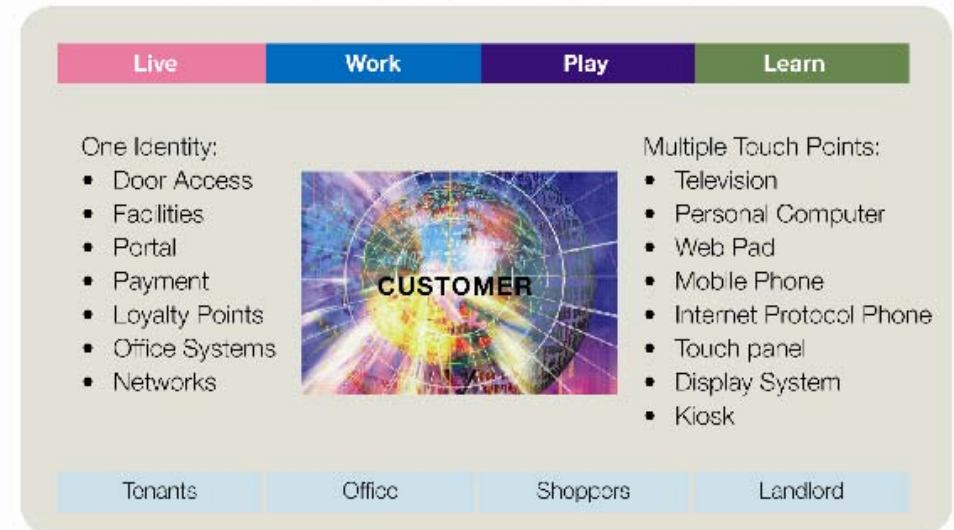 Live Work Play Learn
One Identity:
• Door Access
• Facilities
• Portal
• Payment
• Loyalty Points
• Office Systems
• Networks
CUSTOMER
Multiple Touch Points:
• Television
• Personal Computer
• Web Pad
• Mobile Phone
• Internet Protocol Phone
• Touch panel
• Display System
• Kiosk
Tenants Office Shoppers Landlord